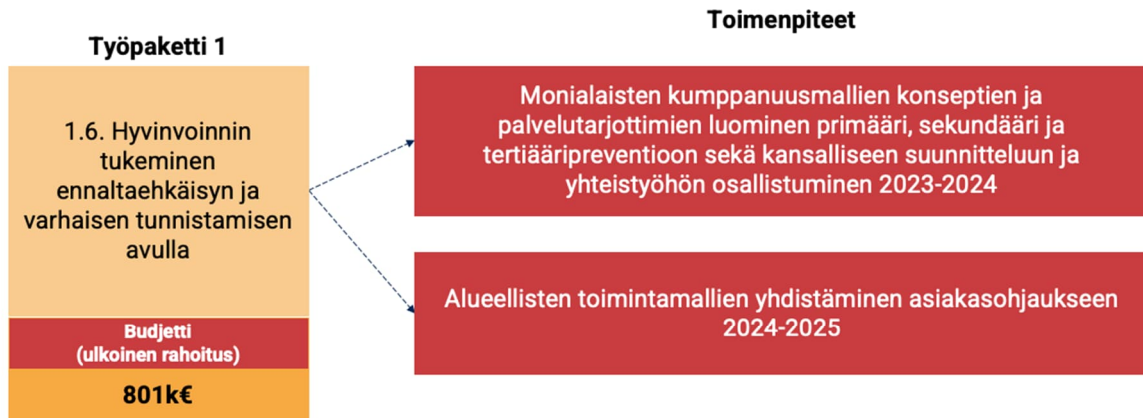 Työpaketti 1
1.6. Hyvinvoinnin
tukeminen
ennaltaehkäisyn ja
varhaisen tunnistamisen
avulla
Budjetti
(ulkoinen rahoitus)
801k€
Toimenpiteet
Monialaisten kumppanuusmallien konseptien ja
palvelutarjottimien luominen primääri, sekundääri ja
tertiääripreventioon sekä kansalliseen suunnitteluun ja
yhteistyöhön osallistuminen 2023-2024
Alueellisten toimintamallien yhdistäminen asiakasohjaukseen
2024-2025